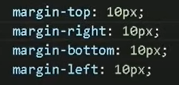 margin-top: 10px;
margin-right: 10px;
margin-bottom: 10px;
margin-left: 10px;